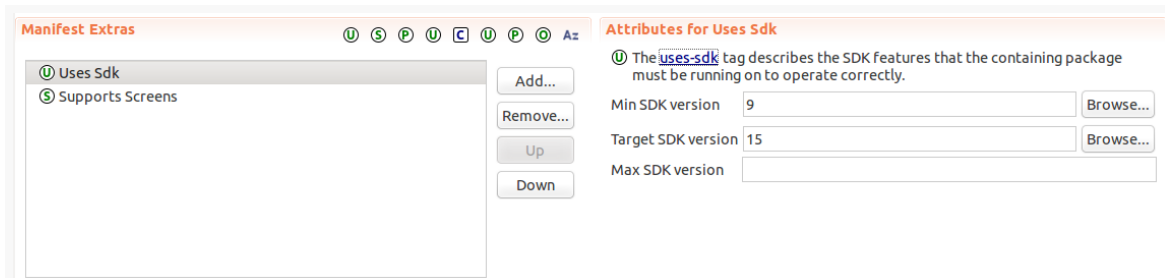 Manifest Extras
U S P U C U P O Az
U Uses Sdk
S Supports Screens
Add...
Remove...
Up
Down
Attributes for Uses Sdk
U The uses-sdk tag describes the SDK features that the containing package
must be running on to operate correctly.
Min SDK version 9 Browse...
Target SDK version 15 Browse...
Max SDK version